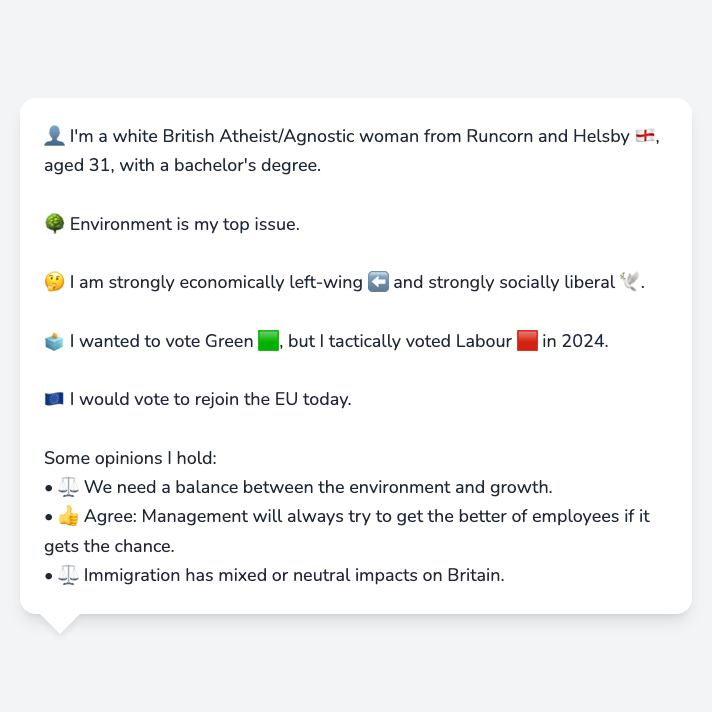 👤 I'm a white British Atheist/Agnostic woman from Runcorn and Helsby 🏴󠁧󠁢󠁥󠁮󠁧󠁿,
aged 31, with a bachelor's degree.
🌳 Environment is my top issue.
🤔 I am strongly economically left-wing ⬅️ and strongly socially liberal 🕊️.
🗳️ I wanted to vote Green 🟩, but I tactically voted Labour 🟥 in 2024.
🇪🇺 I would vote to rejoin the EU today.
Some opinions I hold:
• ⚖️ We need a balance between the environment and growth.
• 👍 Agree: Management will always try to get the better of employees if it
gets the chance.
• ⚖️ Immigration has mixed or neutral impacts on Britain.